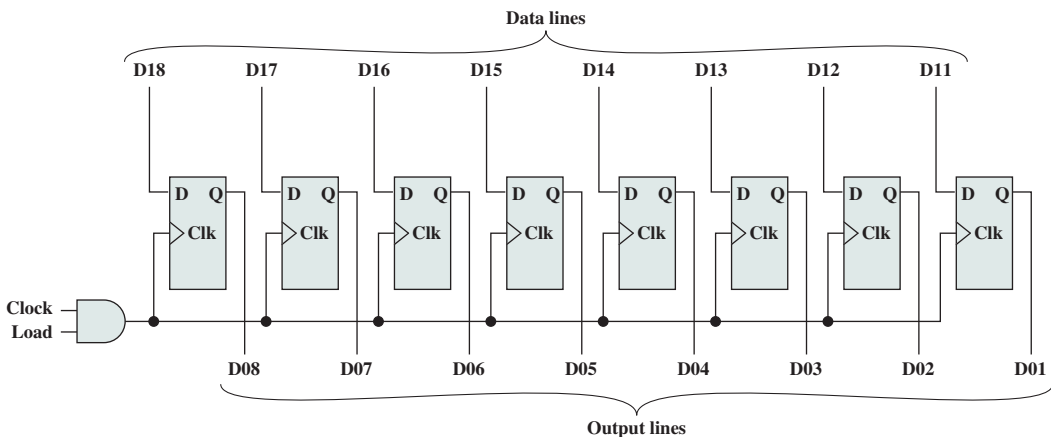 Data lines
D18 D17 D16 D15 D14 D13 D12 D11
D Q D Q D Q D Q D Q D Q D Q D Q
Clk Clk Clk Clk Clk Clk Clk Clk
Clock
Load
D08 D07 D06 D05 D04 D03 D02 D01
Output lines